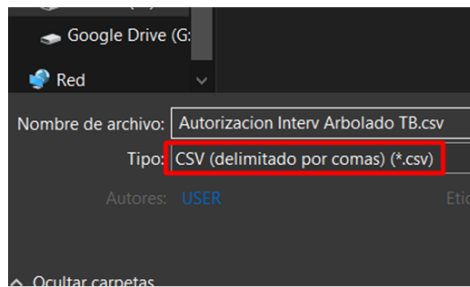 Google Drive (G:
Red
Nombre de archivo: Autorizacion Interv Arbolado TB.csv
Tipo: CSV (delimitado por comas) (*.csv)
Autores: USER
Ocultar carpetas